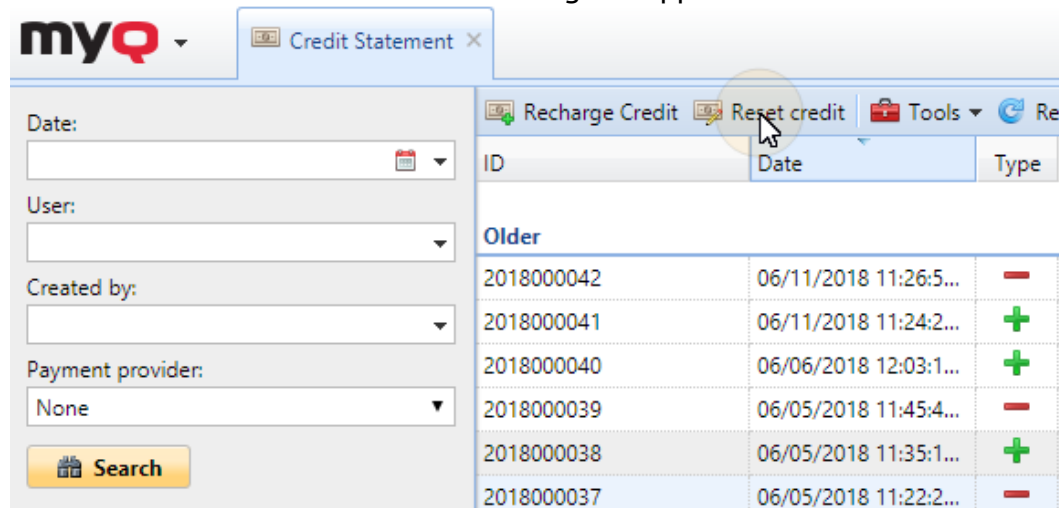 myQ
Credit Statement
Date:
User:
Created by:
Payment provider:
None
Search
Recharge Credit Reset credit Tools Re
ID Date Type
Older
2018000042 06/11/2018 11:26:5...
2018000041 06/11/2018 11:24:2...
2018000040 06/06/2018 12:03:1...
2018000039 06/05/2018 11:45:4...
2018000038 06/05/2018 11:35:1...
2018000037 06/05/2018 11:22:2...